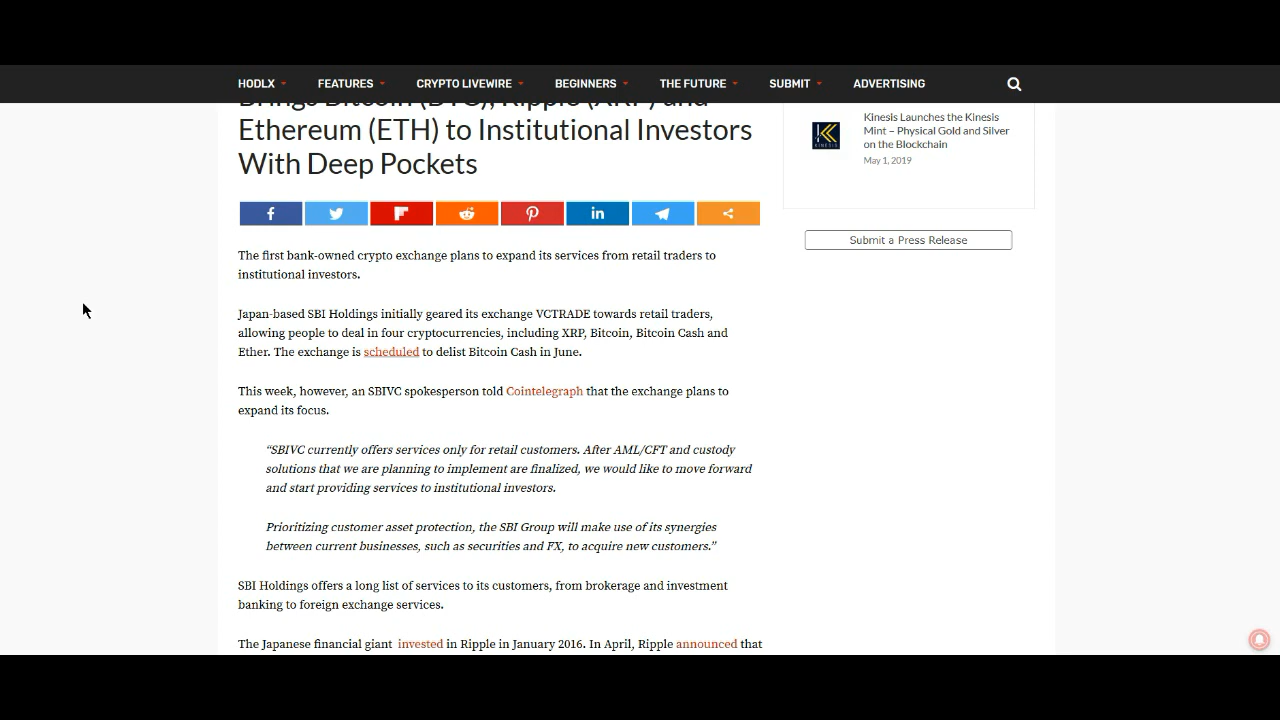 HODLX FEATURES CRYPTO LIVEWIRE BEGINNERS THE FUTURE SUBMIT ADVERTISING
Brings Bitcoin (BTC), Ripple (XRP) and
Ethereum (ETH) to Institutional Investors
With Deep Pockets
The first bank-owned crypto exchange plans to expand its services from retail traders to
institutional investors.
Japan-based SBI Holdings initially geared its exchange VCTRADE towards retail traders,
allowing people to deal in four cryptocurrencies, including XRP, Bitcoin, Bitcoin Cash and
Ether. The exchange is scheduled to delist Bitcoin Cash in June.
This week, however, an SBIVC spokesperson told Cointelegraph that the exchange plans to
expand its focus.
“SBIVC currently offers services only for retail customers. After AML/CFT and custody
solutions that we are planning to implement are finalized, we would like to move forward
and start providing services to institutional investors.
Prioritizing customer asset protection, the SBI Group will make use of its synergies
between current businesses, such as securities and FX, to acquire new customers.”
SBI Holdings offers a long list of services to its customers, from brokerage and investment
banking to foreign exchange services.
The Japanese financial giant invested in Ripple in January 2016. In April, Ripple announced that
KINESIS
Kinesis Launches the Kinesis
Mint – Physical Gold and Silver
on the Blockchain
May 1, 2019
Submit a Press Release